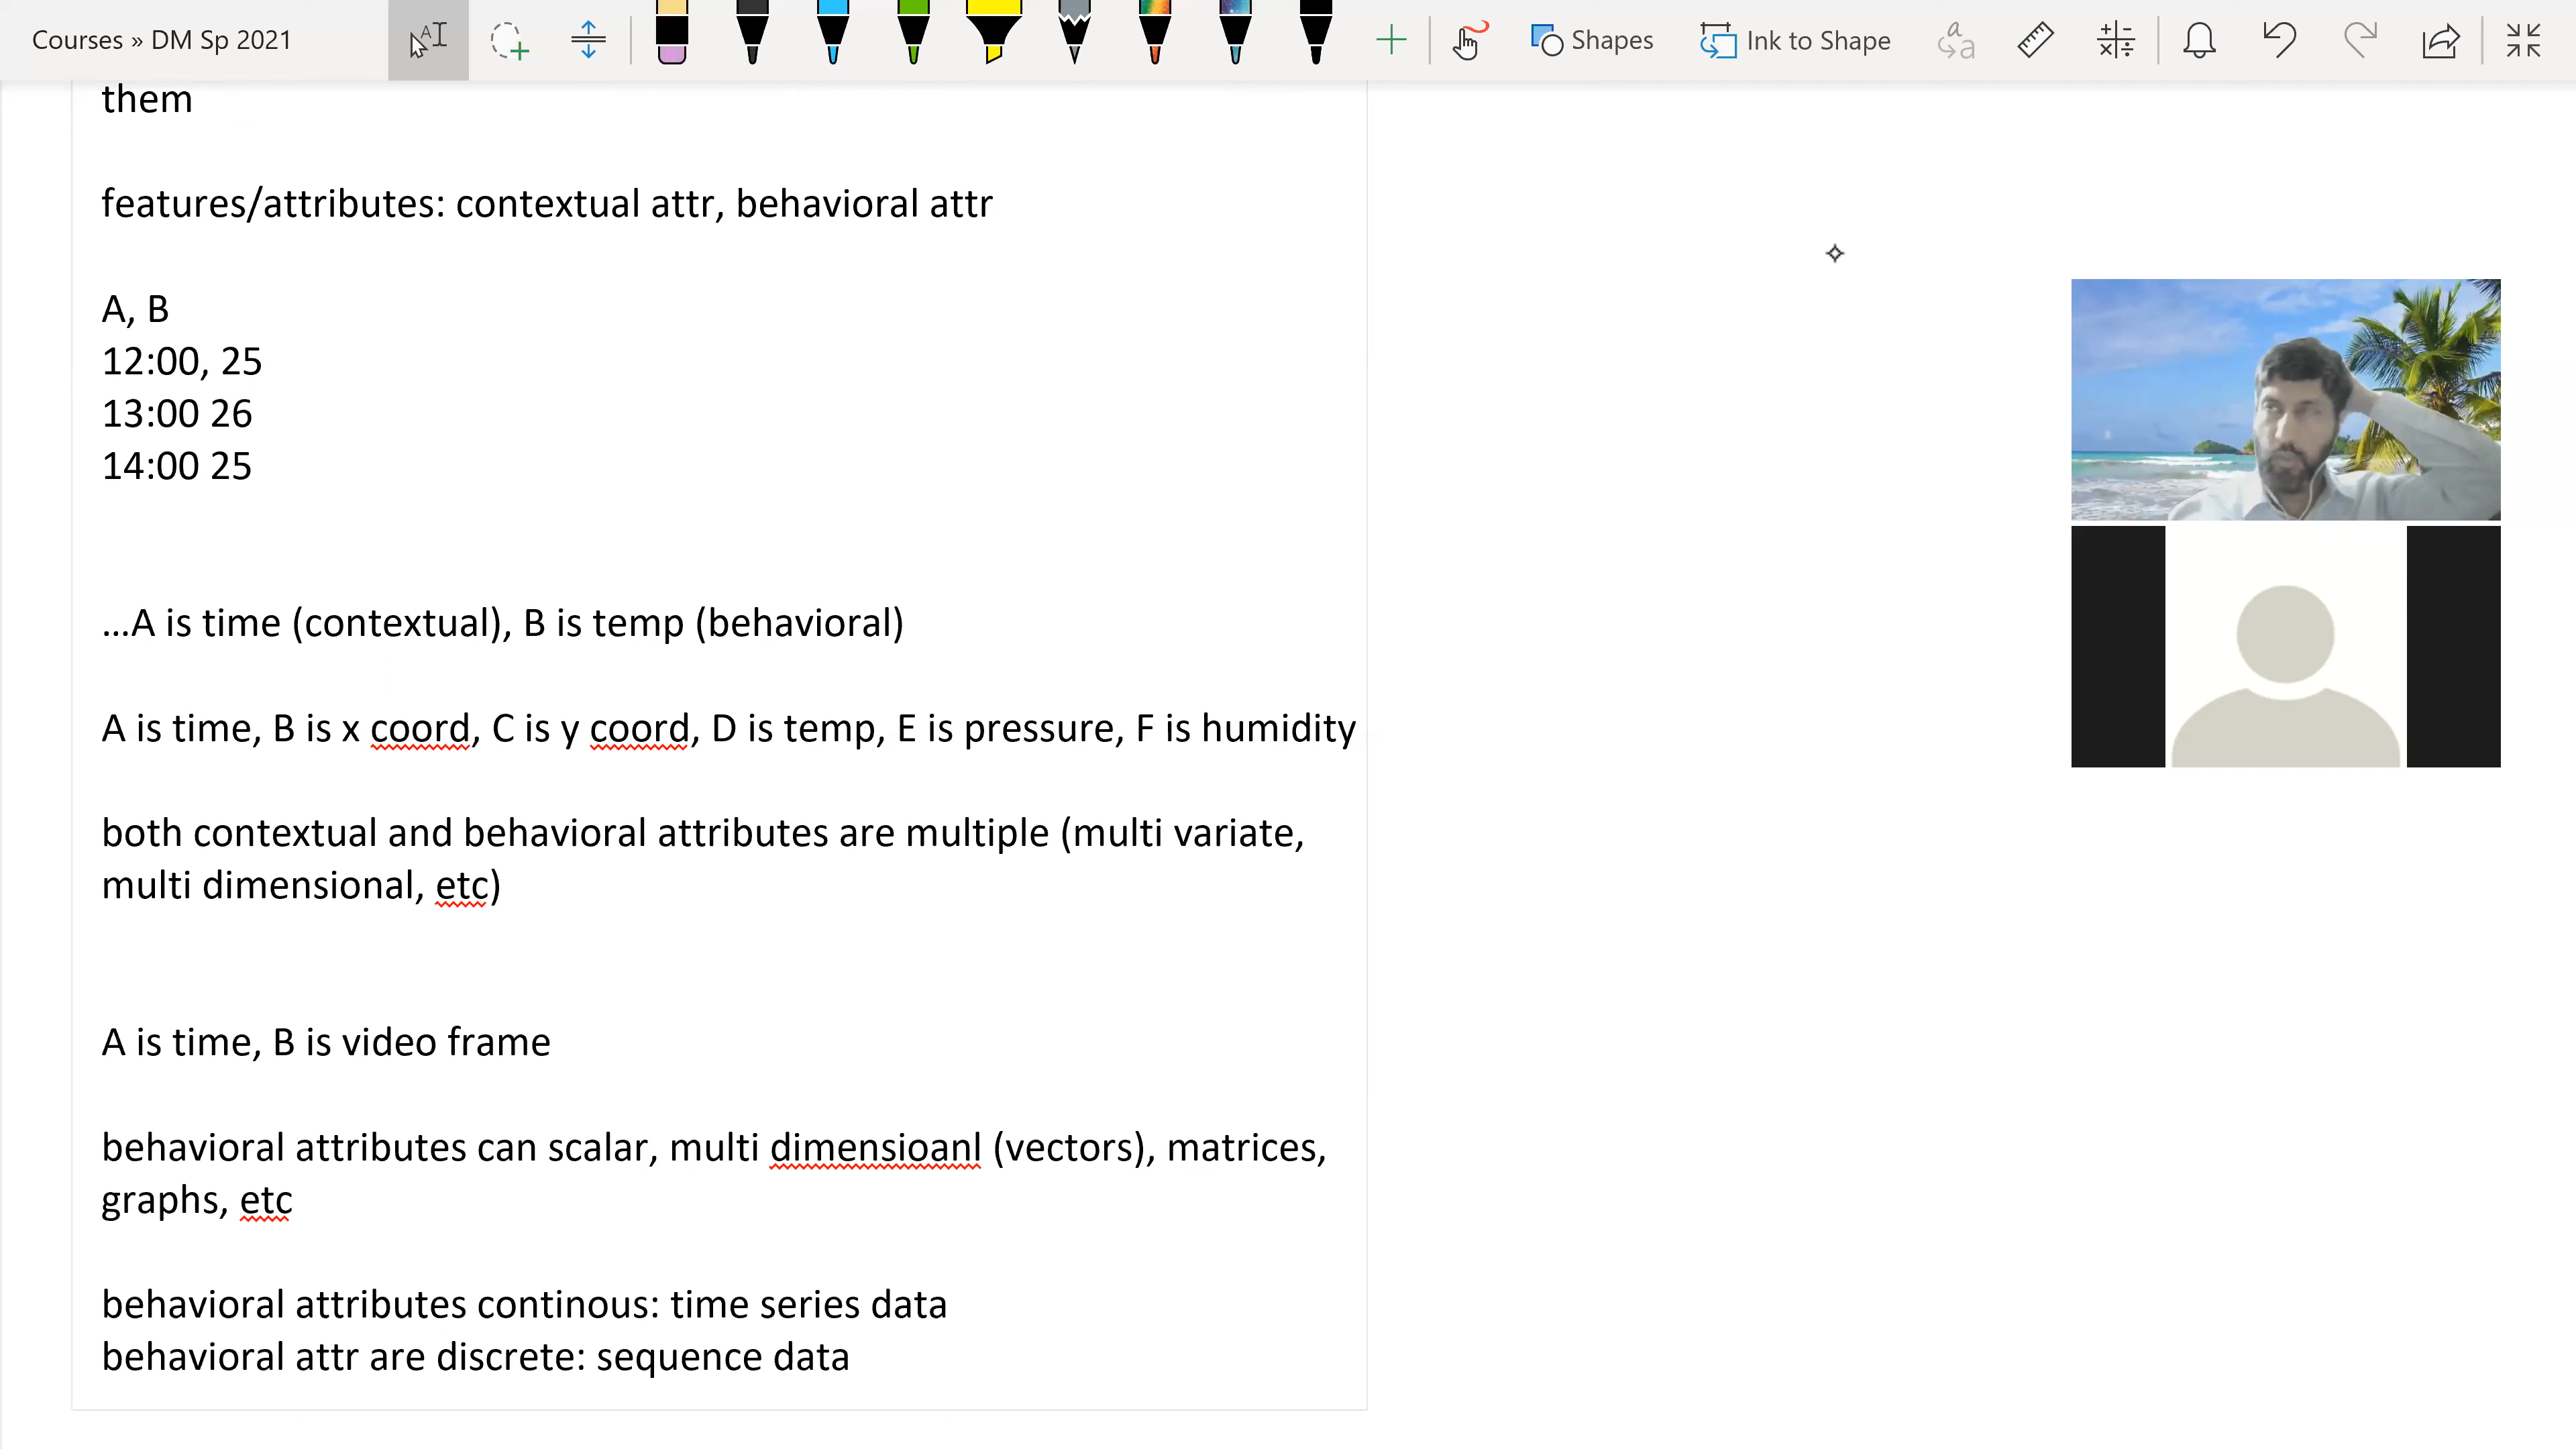 Courses » DM Sp 2021
Shapes
Ink to Shape
them
features/attributes: contextual attr, behavioral attr
A, B
12:00, 25
13:00 26
14:00 25
...A is time (contextual), B is temp (behavioral)
A is time, B is x coord, C is y coord, D is temp, E is pressure, F is humidity
both contextual and behavioral attributes are multiple (multi variate,
multi dimensional, etc)
A is time, B is video frame
behavioral attributes can scalar, multi dimensioanl (vectors), matrices,
graphs, etc
behavioral attributes continous: time series data
behavioral attr are discrete: sequence data